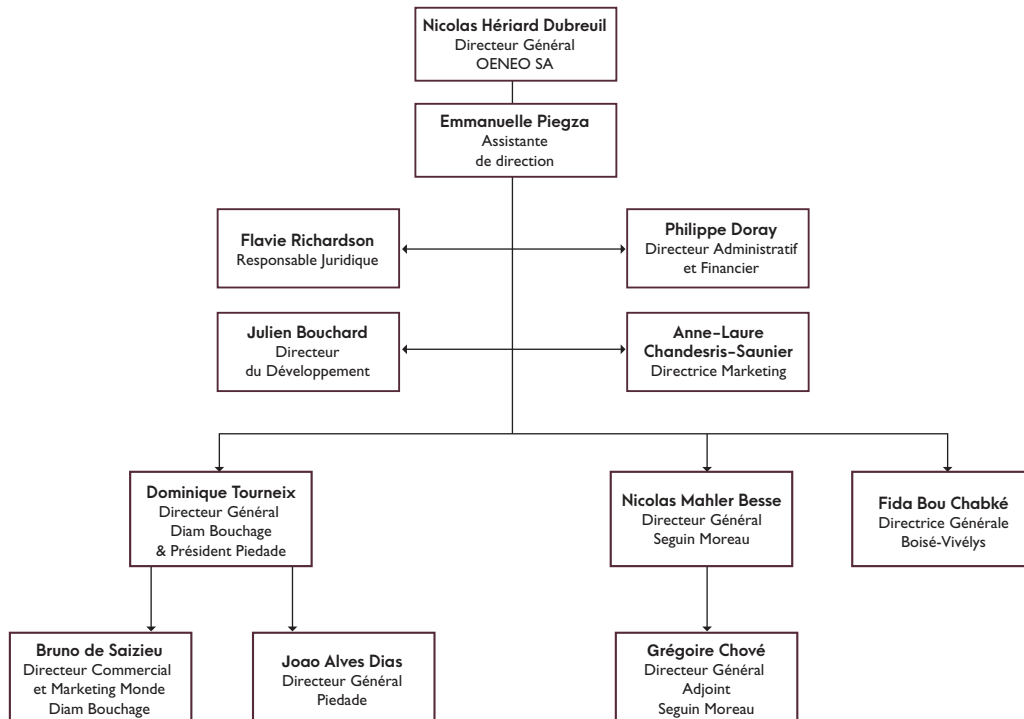 Nicolas Hériard Dubreuil
Directeur Général
OENEO SA
Emmanuelle Piegza
Assistante
de direction
Flavie Richardson
Responsable Juridique
Philippe Doray
Directeur Administratif
et Financier
Julien Bouchard
Directeur
du Développement
Anne-Laure
Chandesris-Saunier
Directrice Marketing
Dominique Tourneix
Directeur Général
Diam Bouchage
& Président Piedade
Nicolas Mahler Besse
Directeur Général
Seguin Moreau
Fida Bou Chabké
Directrice Générale
Boisé-Vivélys
Bruno de Saizieu
Directeur Commercial
et Marketing Monde
Diam Bouchage
Joao Alves Dias
Directeur Général
Piedade
Grégoire Chové
Directeur Général
Adjoint
Seguin Moreau